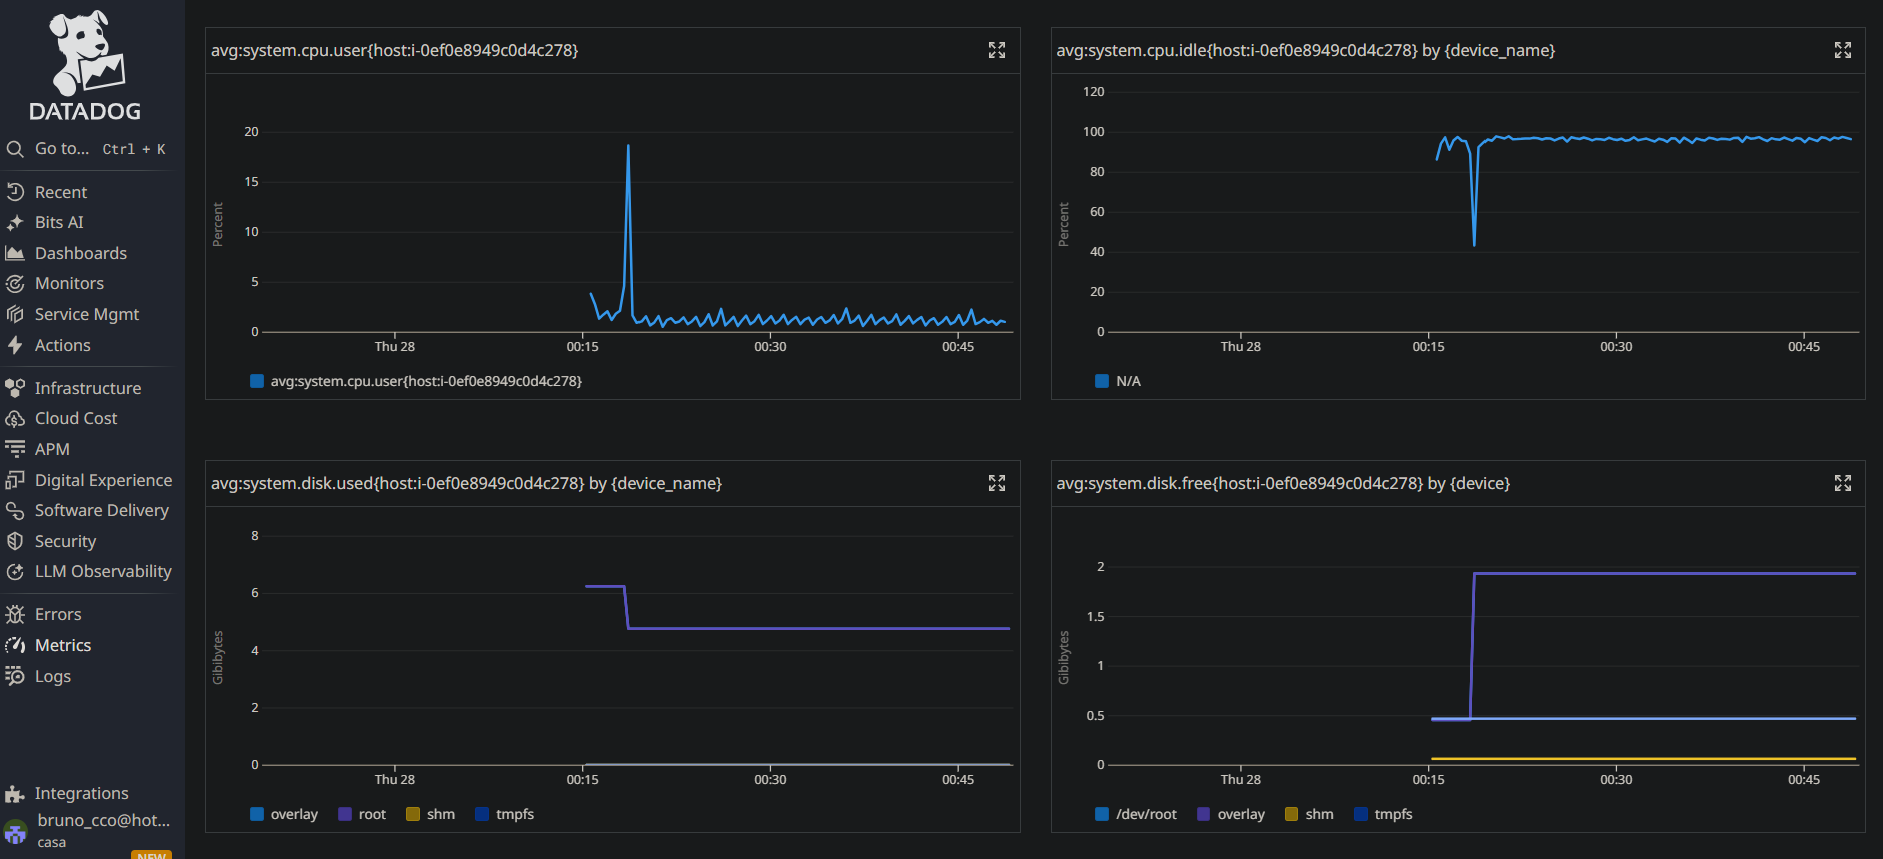 DATADOG
Go to... Ctrl + K
Recent
Bits AI
Dashboards
Monitors
Service Mgmt
Actions
Infrastructure
Cloud Cost
APM
Digital Experience
Software Delivery
Security
LLM Observability
Errors
Metrics
Logs
Integrations
bruno_cco@hot...
casa
NEW
avg:system.cpu.user{host:i-0ef0e8949c0d4c278}
Percent
20
15
10
5
0
Thu 28 00:15 00:30 00:45
avg:system.cpu.user{host:i-0ef0e8949c0d4c278}
avg:system.cpu.idle{host:i-0ef0e8949c0d4c278} by {device_name}
Percent
120
100
80
60
40
20
0
Thu 28 00:15 00:30 00:45
N/A
avg:system.disk.used{host:i-0ef0e8949c0d4c278} by {device_name}
Gibibytes
8
6
4
2
0
Thu 28 00:15 00:30 00:45
overlay root shm tmpfs
avg:system.disk.free{host:i-0ef0e8949c0d4c278} by {device}
Gibibytes
2
1.5
1
0.5
0
Thu 28 00:15 00:30 00:45
/dev/root overlay shm tmpfs